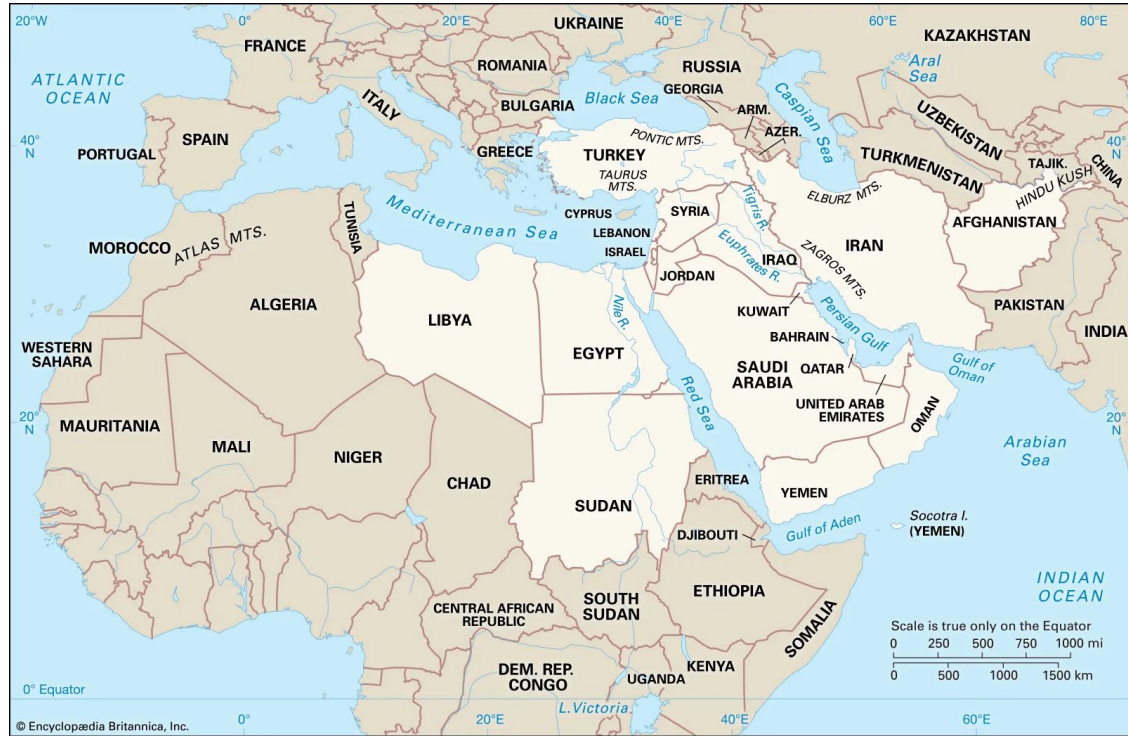 20°
0°
20°
40°
60°
80°
UKRAINE
KAZAKHSTAN
FRANCE
ATLANTIC
OCEAN
ROMANIA
RUSSIA
Aral
Sea
GEORGIA
ITALY
BULGARIA
Black Sea
ARM.
Caspian Sea
UZBEKISTAN
AZER.
40°
N
SPAIN
PORTUGAL
GREECE
TURKEY
PONTIC MTS.
TURKMENISTAN
TAJIK.
CHINA
40°
N
TAURUS
MTS.
ELBURZ MTS.
HINDU KUSH
Mediterranean Sea
CYPRUS
SYRIA
Tigris R.
AFGHANISTAN
TUNISIA
LEBANON
MOROCCO
ATLAS MTS.
ISRAEL
Euphrates R.
IRAQ
ZAGROS MTS.
IRAN
JORDAN
ALGERIA
LIBYA
Nile R.
KUWAIT
PAKISTAN
Persian Gulf
BAHRAIN
INDIA
WESTERN
SAHARA
EGYPT
SAUDI
ARABIA
QATAR
Gulf of
Oman
Red Sea
UNITED ARAB
EMIRATES
OMAN
20°
N
MAURITANIA
MALI
NIGER
20°
N
Arabian
Sea
CHAD
ERITREA
YEMEN
SUDAN
Socotra I.
(YEMEN)
DJIBOUTI
Gulf of Aden
ETHIOPIA
SOUTH
SUDAN
INDIAN
OCEAN
CENTRAL AFRICAN
REPUBLIC
SOMALIA
Scale is true only on the Equator
0 250 500 750 1000 mi
0 500 1000 1500 km
DEM. REP.
CONGO
UGANDA
KENYA
0° Equator
L. Victoria
© Encyclopædia Britannica, Inc.
0°
20°
40°
60°